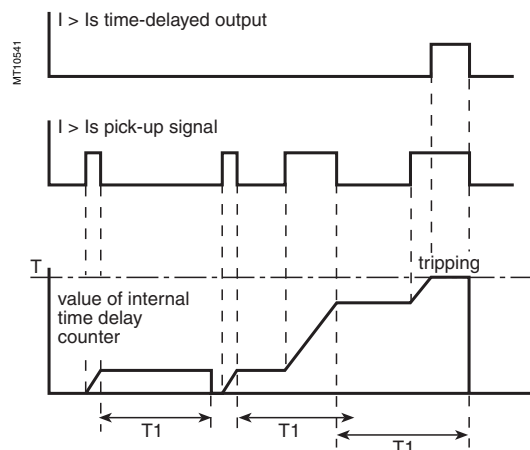 I > Is time-delayed output
MT10541
I > Is pick-up signal
T
tripping
value of internal
time delay
counter
T1
T1
T1